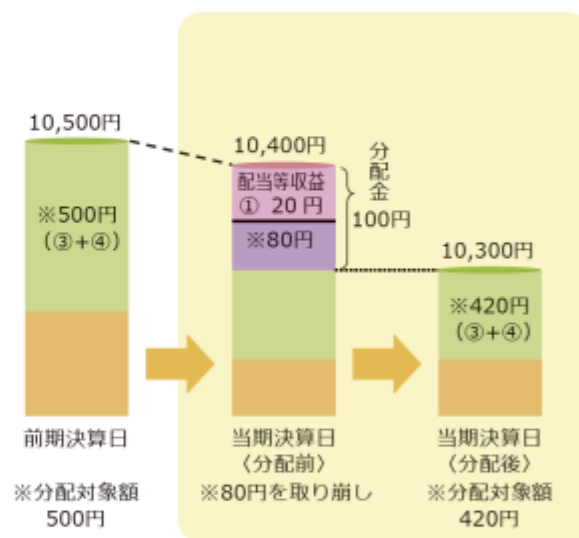 10,500円
※500円
(③+④)
前期決算日
※分配対象額
500円
10,400円
配当等収益
① 20円
※80円
分配金
100円
当期決算日
〈分配前〉
※80円を取り崩し
10,300円
※420円
(③+④)
当期決算日
〈分配後〉
※分配対象額
420円